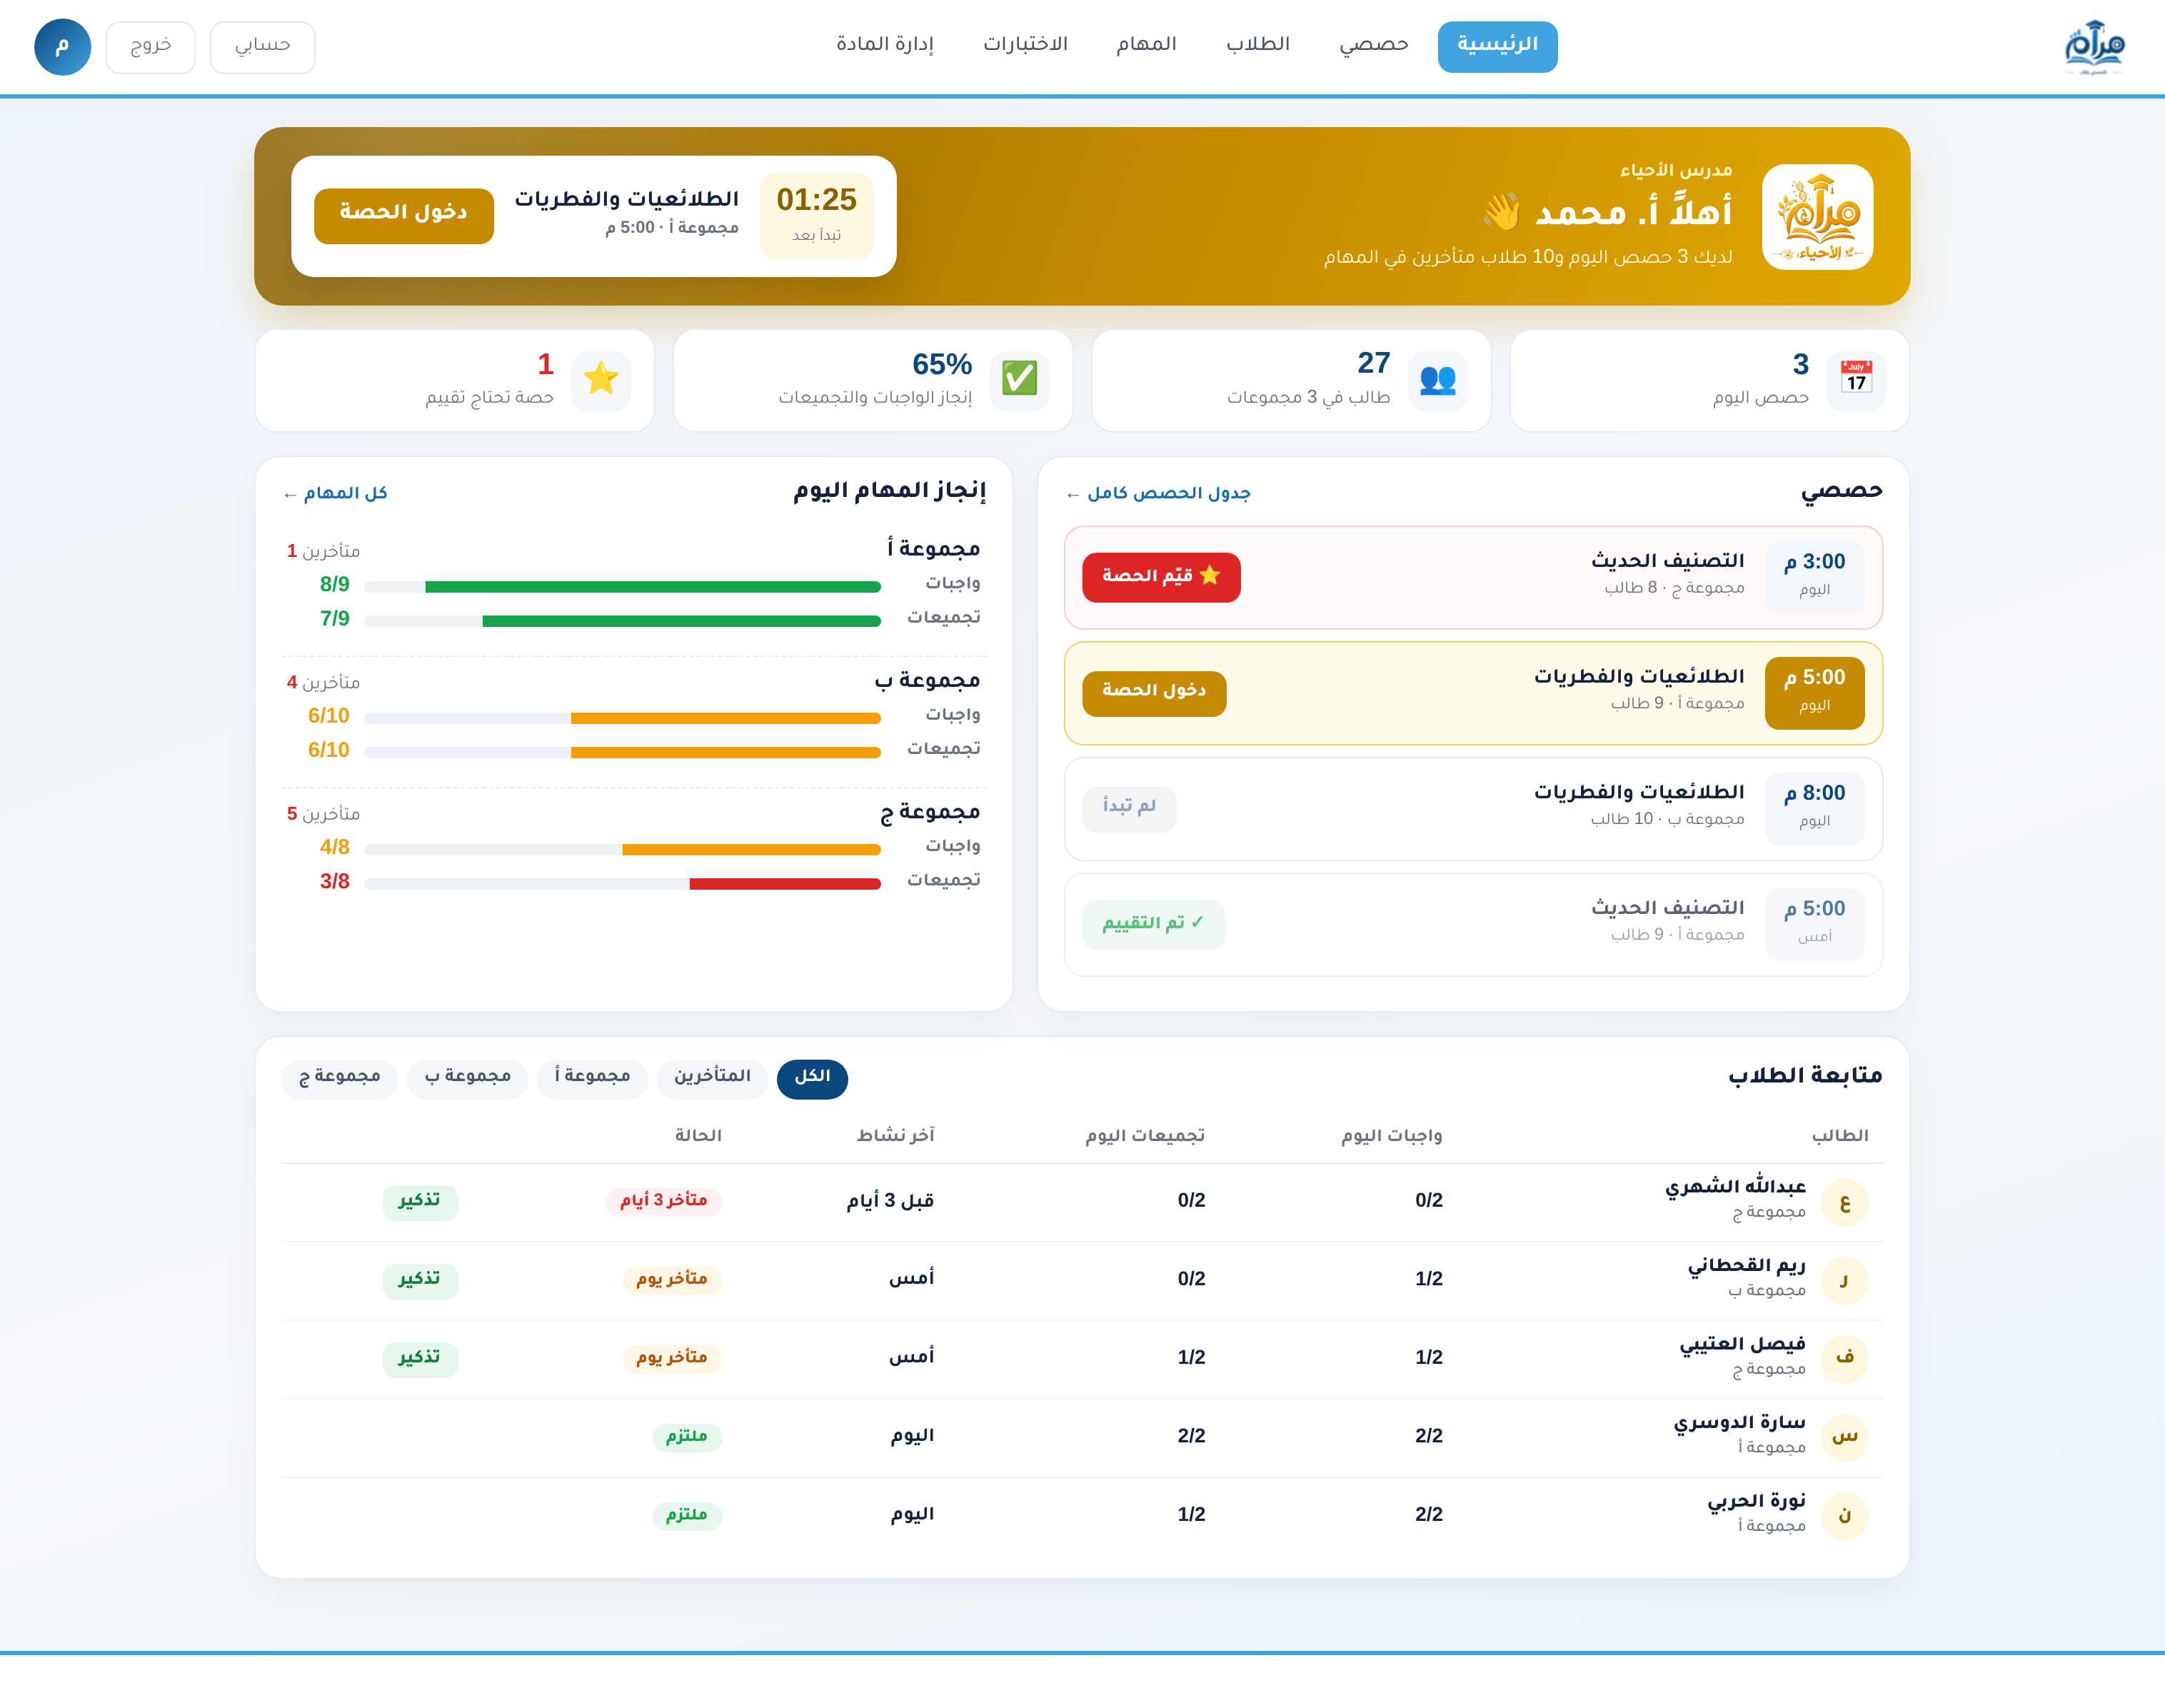 مرام
الرئيسية
حصصي
الطلاب
المهام
الاختبارات
إدارة المادة
حسابي
خروج
م
مرام
الأحياء
مدرس الأحياء
أهلاً أ. محمد 👋
لديك 3 حصص اليوم و10 طلاب متأخرين في المهام
01:25
تبدأ بعد
الطلائعيات والفطريات
مجموعة أ · 5:00 م
دخول الحصة
July
17
3
حصص اليوم
27
طالب في 3 مجموعات
65%
إنجاز الواجبات والتجميعات
1
حصة تحتاج تقييم
حصصي
جدول الحصص كامل ←
3:00 م
اليوم
التصنيف الحديث
مجموعة ج · 8 طالب
⭐ قيّم الحصة
5:00 م
اليوم
الطلائعيات والفطريات
مجموعة أ · 9 طالب
دخول الحصة
8:00 م
اليوم
الطلائعيات والفطريات
مجموعة ب · 10 طالب
لم تبدأ
5:00 م
أمس
التصنيف الحديث
مجموعة أ · 9 طالب
✓ تم التقييم
إنجاز المهام اليوم
كل المهام ←
مجموعة أ
متأخرين 1
واجبات 8/9
تجميعات 7/9
مجموعة ب
متأخرين 4
واجبات 6/10
تجميعات 6/10
مجموعة ج
متأخرين 5
واجبات 4/8
تجميعات 3/8
متابعة الطلاب
الكل
المتأخرين
مجموعة أ
مجموعة ب
مجموعة ج
الطالب واجبات اليوم تجميعات اليوم آخر نشاط الحالة
ع
عبدالله الشهري
مجموعة ج
0/2 0/2 قبل 3 أيام متأخر 3 أيام تذكير
ر
ريم القحطاني
مجموعة ب
1/2 0/2 أمس متأخر يوم تذكير
ف
فيصل العتيبي
مجموعة ج
1/2 1/2 أمس متأخر يوم تذكير
س
سارة الدوسري
مجموعة أ
2/2 2/2 اليوم ملتزم
ن
نورة الحربي
مجموعة أ
2/2 1/2 اليوم ملتزم